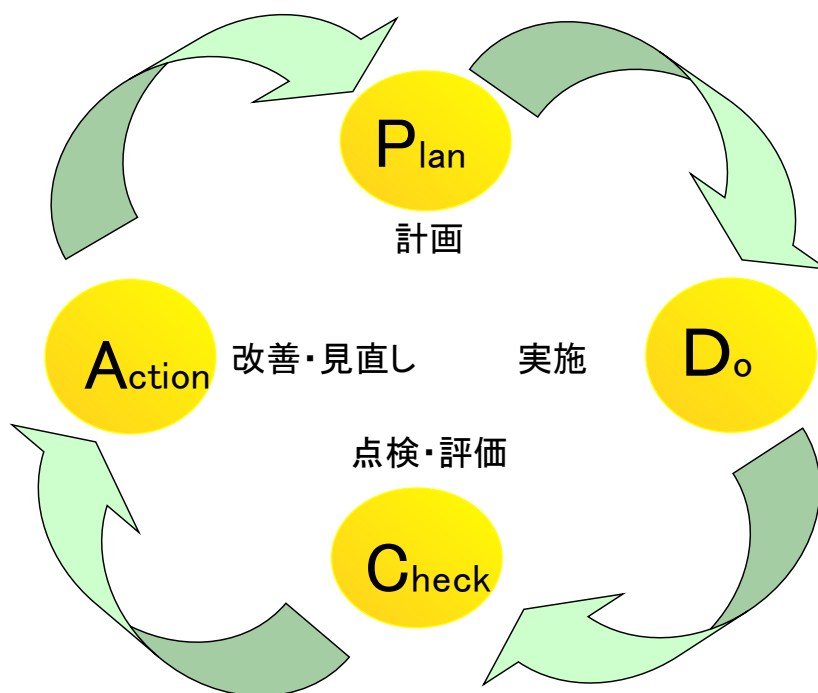 Plan
計画
Action
改善・見直し
実施
Do
点検・評価
Check